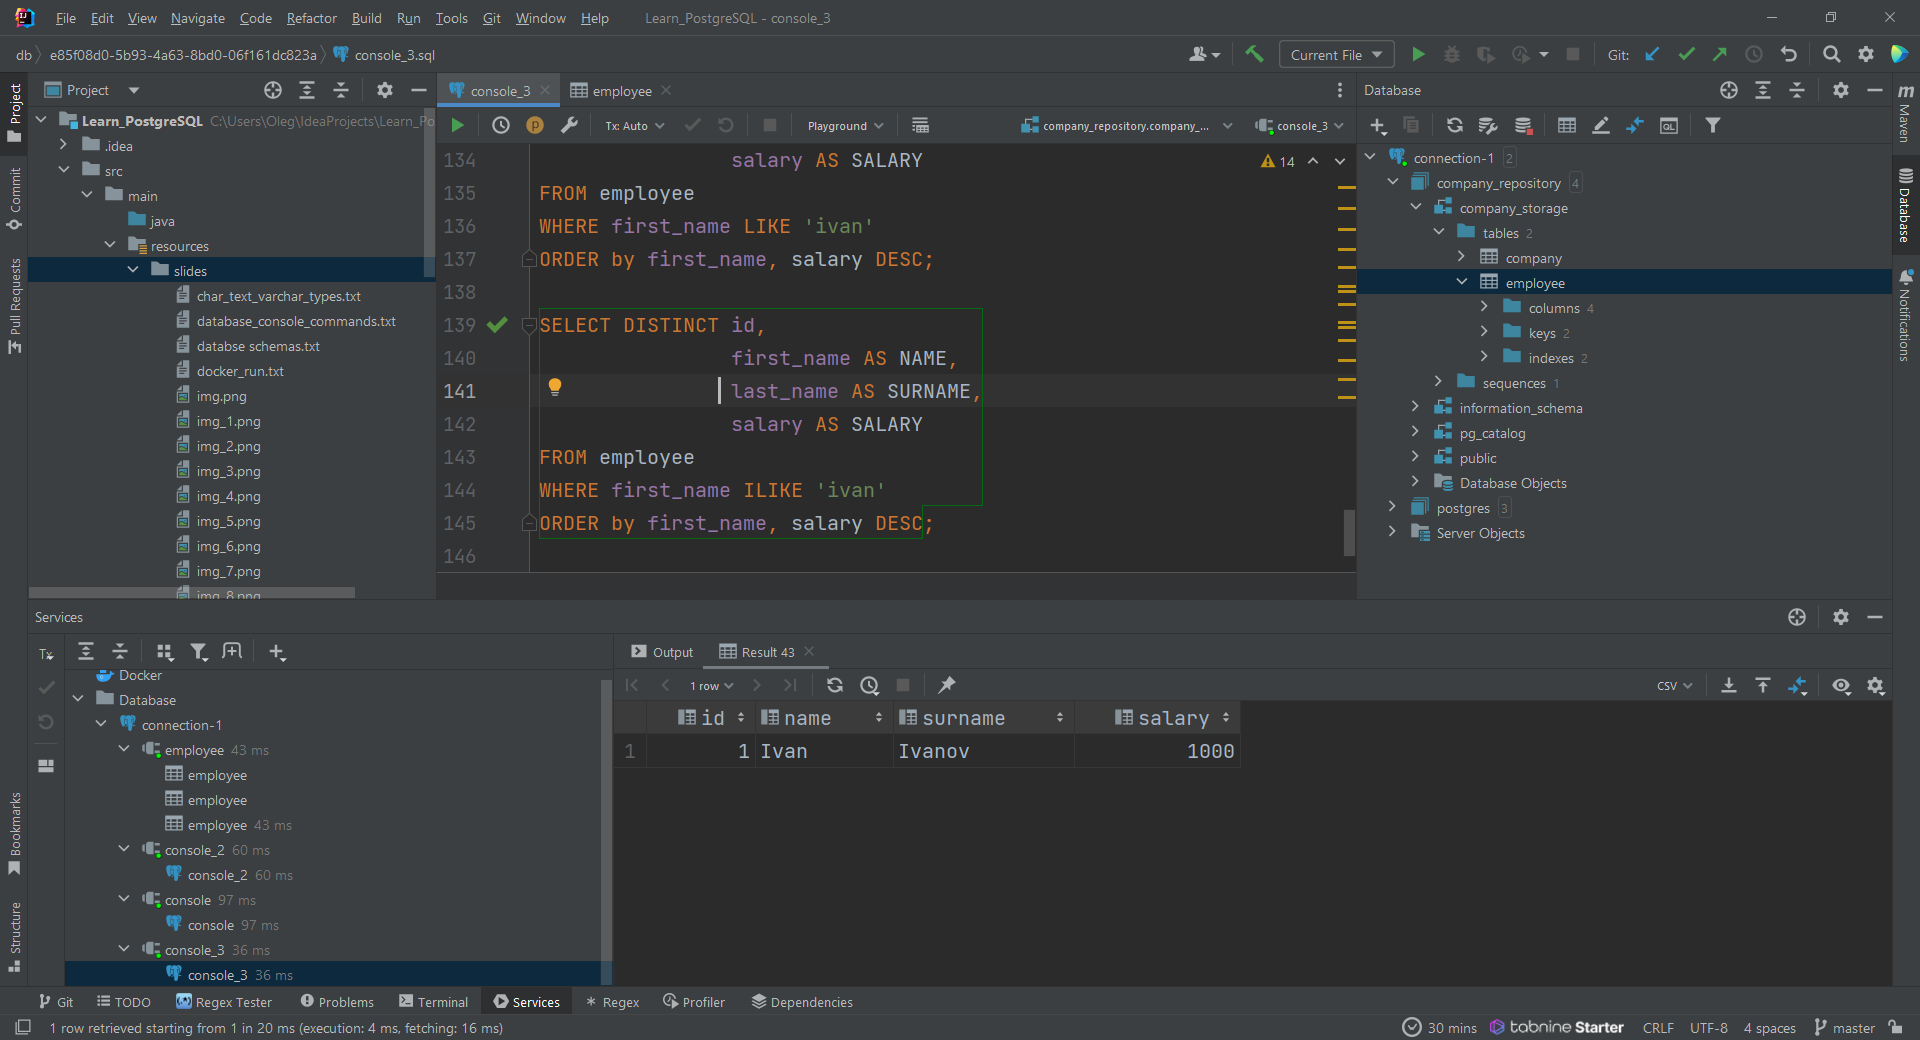 File Edit View Navigate Code Refactor Build Run Tools Git Window Help Learn_PostgreSQL - console_3
db e85f08d0-5b93-4a63-8bd0-06f161dc823a console_3.sql Current File Git:
Project
console_3 employee
Database
Learn_PostgreSQL C:\Users\Oleg\IdeaProjects\Learn_Po
.idea
src
main
java
resources
slides
char_text_varchar_types.txt
database_console_commands.txt
databse schemas.txt
docker_run.txt
img.png
img_1.png
img_2.png
img_3.png
img_4.png
img_5.png
img_6.png
img_7.png
img_8.png
Tx: Auto Playground company_repository.company_... console_3
14
134 salary AS SALARY
135 FROM employee
136 WHERE first_name LIKE 'ivan'
137 ORDER by first_name, salary DESC;
138
139 SELECT DISTINCT id,
140 first_name AS NAME,
141 last_name AS SURNAME,
142 salary AS SALARY
143 FROM employee
144 WHERE first_name ILIKE 'ivan'
145 ORDER by first_name, salary DESC;
146
connection-1 2
company_repository 4
company_storage
tables 2
company
employee
columns 4
keys 2
indexes 2
sequences 1
information_schema
pg_catalog
public
Database Objects
postgres 3
Server Objects
Project
Commit
Pull Requests
Bookmarks
Structure
m
Maven
Database
Notifications
Services
Tx
Docker
Database
connection-1
employee 43 ms
employee
employee
employee 43 ms
console_2 60 ms
console_2 60 ms
console 97 ms
console 97 ms
console_3 36 ms
console_3 36 ms
Output Result 43
1 row CSV
id name surname salary
1 1 Ivan Ivanov 1000
Git TODO Regex Tester Problems Terminal Services Regex Profiler Dependencies
1 row retrieved starting from 1 in 20 ms (execution: 4 ms, fetching: 16 ms) 30 mins tabnine Starter CRLF UTF-8 4 spaces master